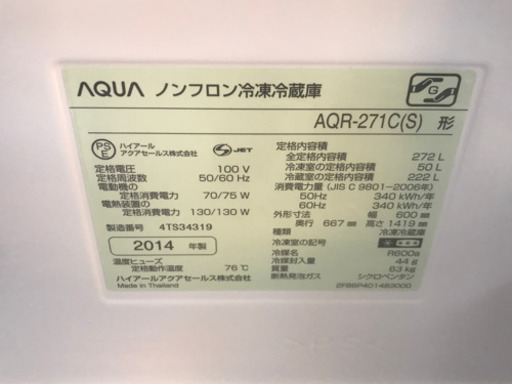 AQUA ノンフロン冷凍冷蔵庫
G
AQR-271C(S) 形
PS
E
ハイアール
アクアセールス株式会社
S JET
定格電圧 100 V
定格周波数 50/60 Hz
電動機の
定格消費電力 70/75 W
電熱装置の
定格消費電力 130/130 W
製造番号 4TS34319
2014 年製
温度ヒューズ
定格動作温度 76℃
ハイアールアクアセールス株式会社
Made in Thailand
定格内容積
全定格内容積 272 L
冷凍室の定格内容積 50 L
冷蔵室の定格内容積 222 L
消費電力量 (JIS C 9801-2006年)
50Hz 340 kWh/年
60Hz 340 kWh/年
外形寸法 幅 600 mm
奥行 667 mm 高さ 1419 mm
種類 冷凍冷蔵庫
冷凍室の記号
冷媒名 R600a
冷媒封入量 44 g
質量 63 kg
断熱発泡ガス シクロペンタン